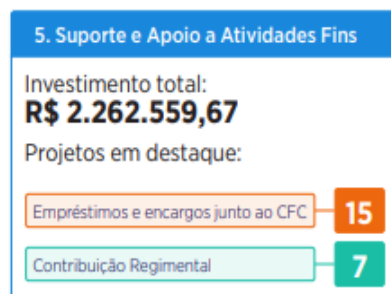 5. Suporte e Apoio a Atividades Fins
Investimento total:
R$ 2.262.559,67
Projetos em destaque:
Empréstimos e encargos junto ao CFC 15
Contribuição Regimental 7